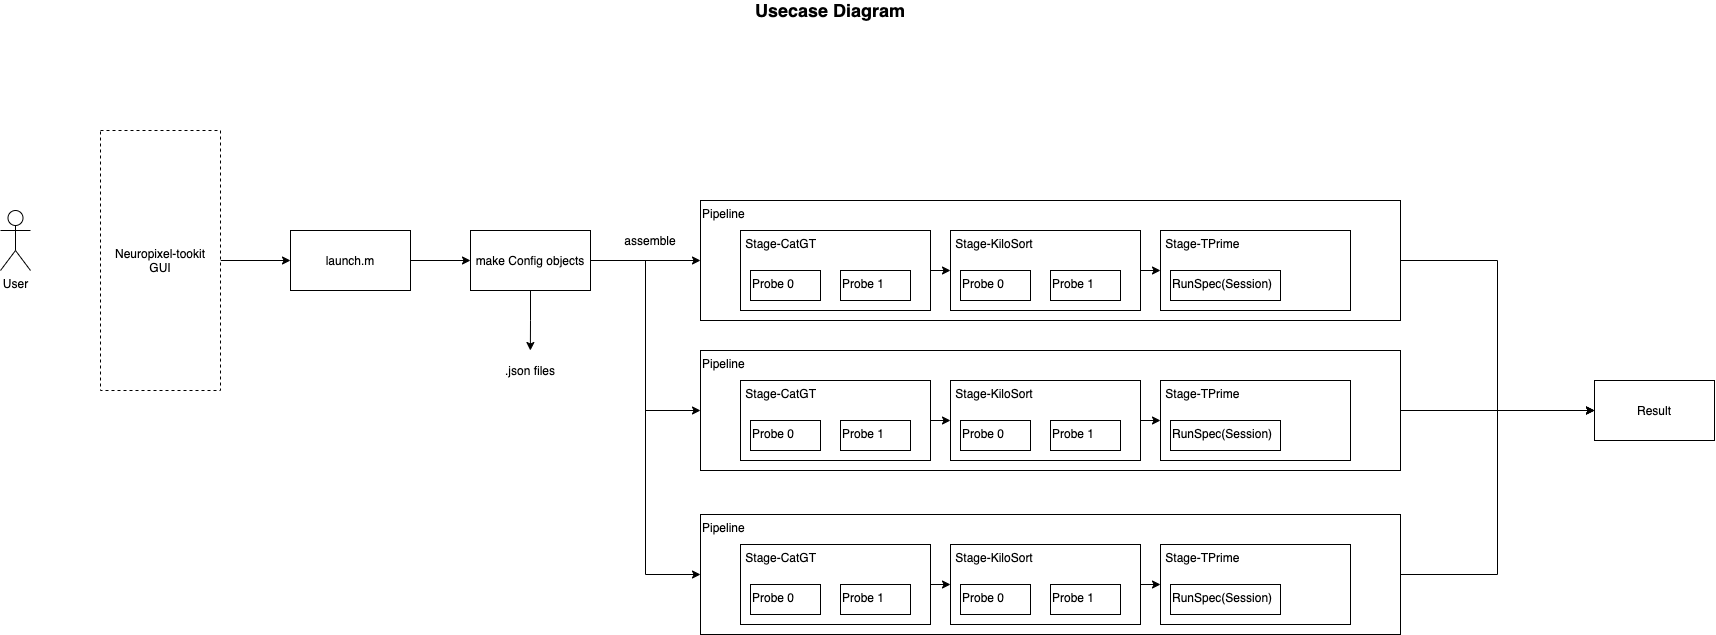 Usecase Diagram
User
Neuropixel-tookit
GUI
launch.m
make Config objects
.json files
assemble
Pipeline
Stage-CatGT
Probe 0
Probe 1
Stage-KiloSort
Probe 0
Probe 1
Stage-TPrime
RunSpec(Session)
Pipeline
Stage-CatGT
Probe 0
Probe 1
Stage-KiloSort
Probe 0
Probe 1
Stage-TPrime
RunSpec(Session)
Pipeline
Stage-CatGT
Probe 0
Probe 1
Stage-KiloSort
Probe 0
Probe 1
Stage-TPrime
RunSpec(Session)
Result